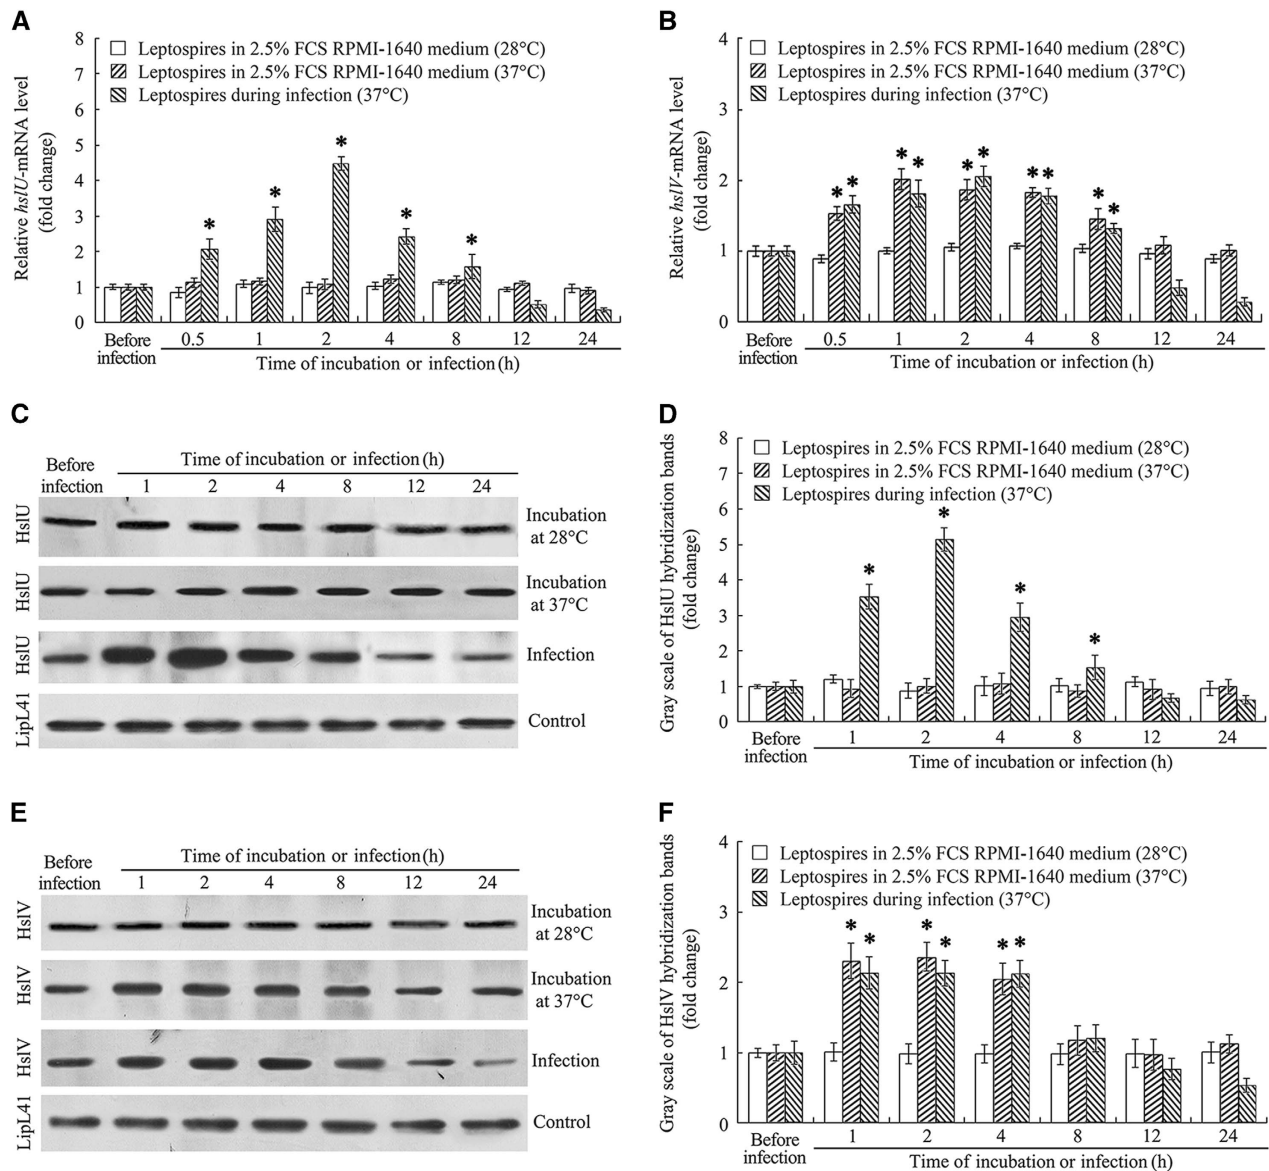 A
Relative hslU-mRNA level
(fold change)
8
7
6
5
4
3
2
1
0
Leptospires in 2.5% FCS RPMI-1640 medium (28°C)
Leptospires in 2.5% FCS RPMI-1640 medium (37°C)
Leptospires during infection (37°C)
* * * * *
Before
infection
0.5 1 2 4 8 12 24
Time of incubation or infection (h)
B
Relative hslV-mRNA level
(fold change)
4
3
2
1
0
Leptospires in 2.5% FCS RPMI-1640 medium (28°C)
Leptospires in 2.5% FCS RPMI-1640 medium (37°C)
Leptospires during infection (37°C)
* * * * * * * * * *
Before
infection
0.5 1 2 4 8 12 24
Time of incubation or infection (h)
C
Before
infection
Time of incubation or infection (h)
1 2 4 8 12 24
HslU
Incubation
at 28°C
HslU
Incubation
at 37°C
HslU
Infection
LipL41
Control
D
Gray scale of HslU hybridization bands
(fold change)
8
7
6
5
4
3
2
1
0
Leptospires in 2.5% FCS RPMI-1640 medium (28°C)
Leptospires in 2.5% FCS RPMI-1640 medium (37°C)
Leptospires during infection (37°C)
* * * *
Before
infection
1 2 4 8 12 24
Time of incubation or infection (h)
E
Before
infection
Time of incubation or infection (h)
1 2 4 8 12 24
HslV
Incubation
at 28°C
HslV
Incubation
at 37°C
HslV
Infection
LipL41
Control
F
Gray scale of HslV hybridization bands
(fold change)
4
3
2
1
0
Leptospires in 2.5% FCS RPMI-1640 medium (28°C)
Leptospires in 2.5% FCS RPMI-1640 medium (37°C)
Leptospires during infection (37°C)
* * * * * *
Before
infection
1 2 4 8 12 24
Time of incubation or infection (h)